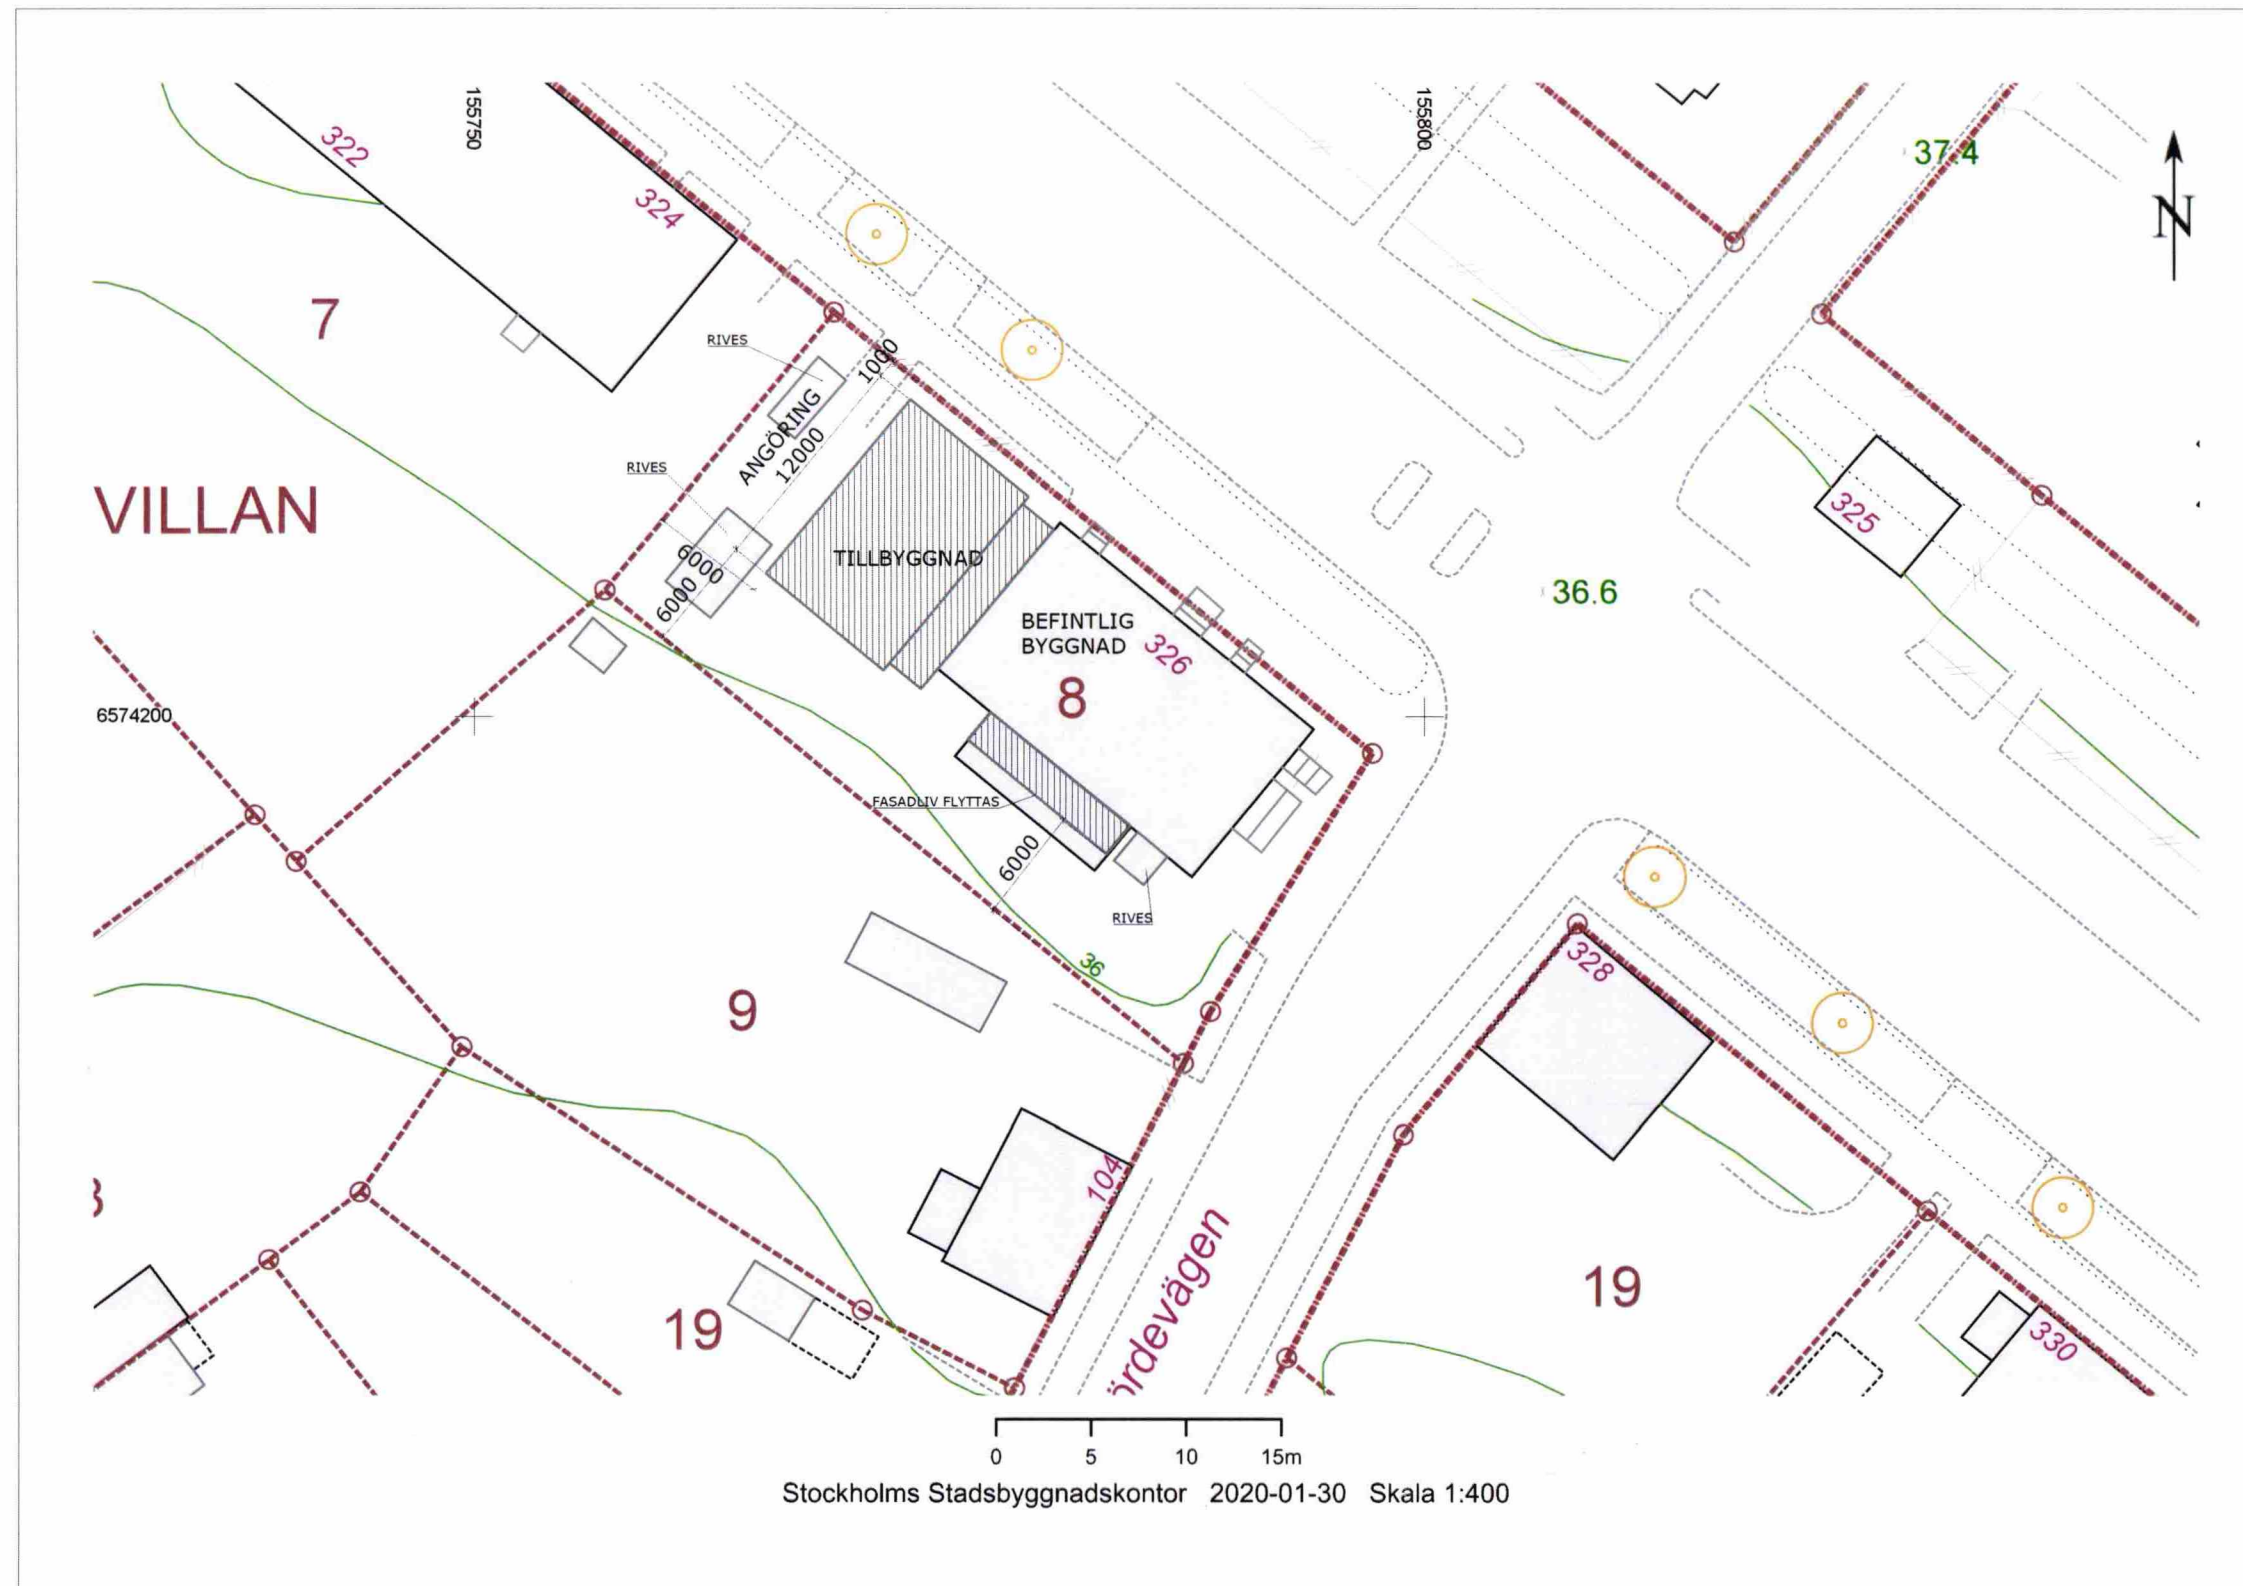 155750
155800
322
37.4
324
N
7
RIVES
1000
ANGÖRING
12000
RIVES
VILLAN
325
6000
TILLBYGGNAD
6000
36.6
BEFINTLIG
BYGGNAD
326
8
6574200
FASADLIV FLYTTAS
6000
RIVES
328
36
9
104
ördevägen
19
19
330
0 5 10 15m
Stockholms Stadsbyggnadskontor 2020-01-30 Skala 1:400